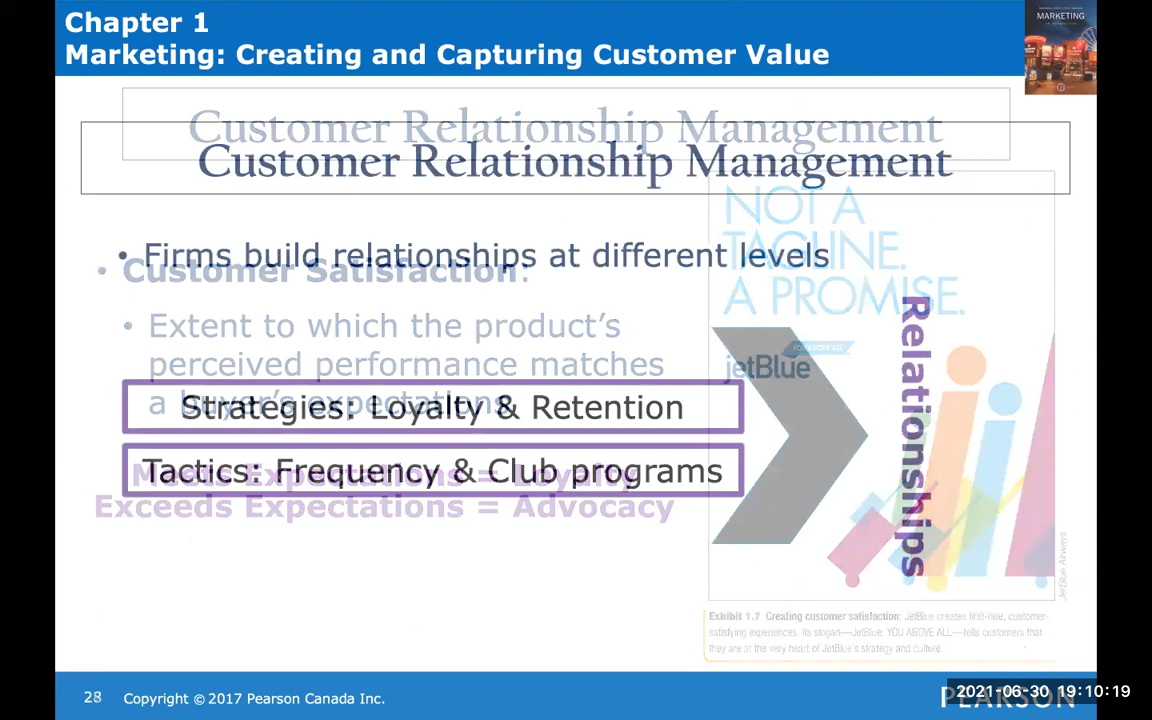 Chapter 1
Marketing: Creating and Capturing Customer Value
MARKETING
Customer Relationship Management
Customer Relationship Management
• Firms build relationships at different levels
• Customer Satisfaction:
• Extent to which the product’s
perceived performance matches
a buyer’s expectations
Strategies: Loyalty & Retention
Tactics: Frequency & Club programs
Meets Expectations = Loyalty
Exceeds Expectations = Advocacy
NOT A
TAGLINE.
A PROMISE.
YOU ABOVE ALL
jetBlue
Relationships
JetBlue Airways
Exhibit 1.7 Creating customer satisfaction: JetBlue creates first-rate, customer-
satisfying experiences. Its slogan—JetBlue: YOU ABOVE ALL—tells customers that
they are at the very heart of JetBlue's strategy and culture.
28
Copyright © 2017 Pearson Canada Inc.
PEARSON
2021-06-30 19:10:19